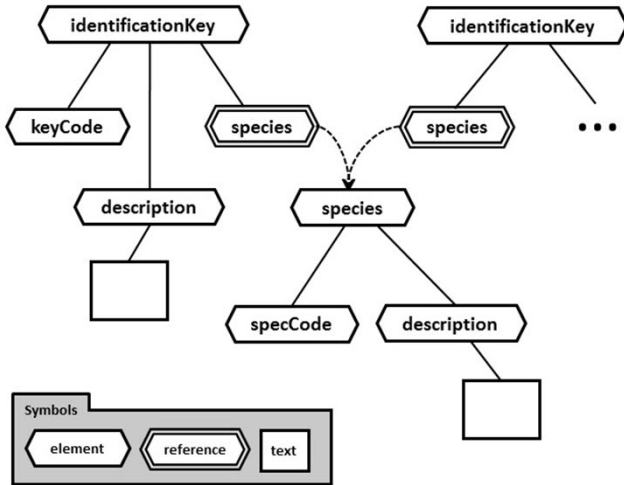 identificationKey
identificationKey
keyCode
species
species
...
description
species
specCode
description
Symbols
element
reference
text